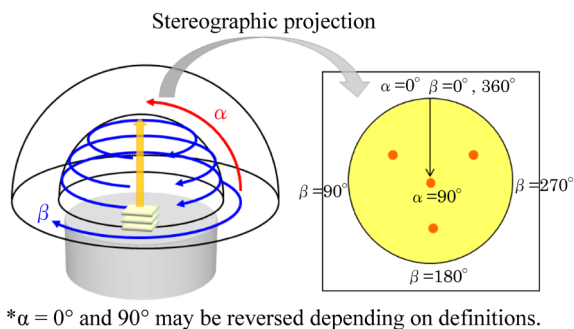 Stereographic projection
α
β
α=0° β=0°, 360°
β=90°
α=90°
β=270°
β=180°
*α = 0° and 90° may be reversed depending on definitions.